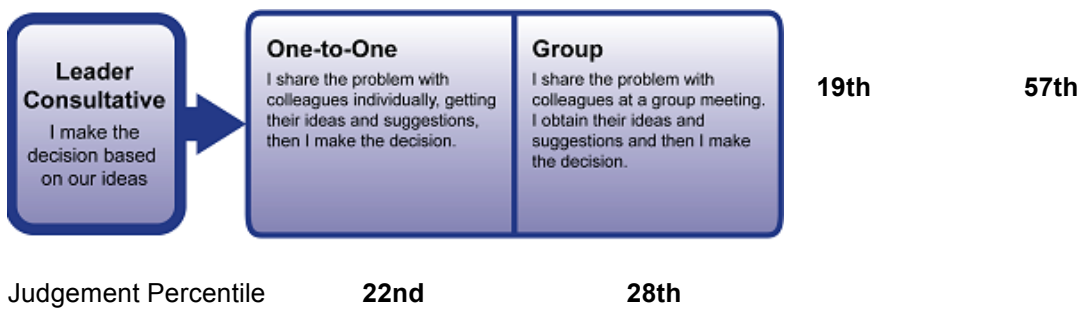 Leader
Consultative
I make the
decision based
on our ideas
One-to-One
I share the problem with
colleagues individually, getting
their ideas and suggestions,
then I make the decision.
Group
I share the problem with
colleagues at a group meeting.
I obtain their ideas and
suggestions and then I make
the decision.
19th
57th
Judgement Percentile
22nd
28th